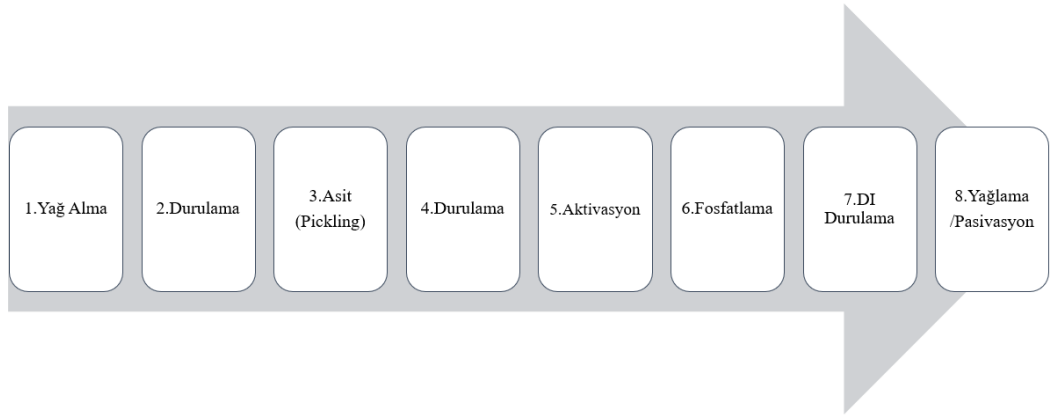 1.Yağ Alma
2.Durulama
3.Asit
(Pickling)
4.Durulama
5.Aktivasyon
6.Fosfatlama
7.DI
Durulama
8.Yağlama
/Pasivasyon